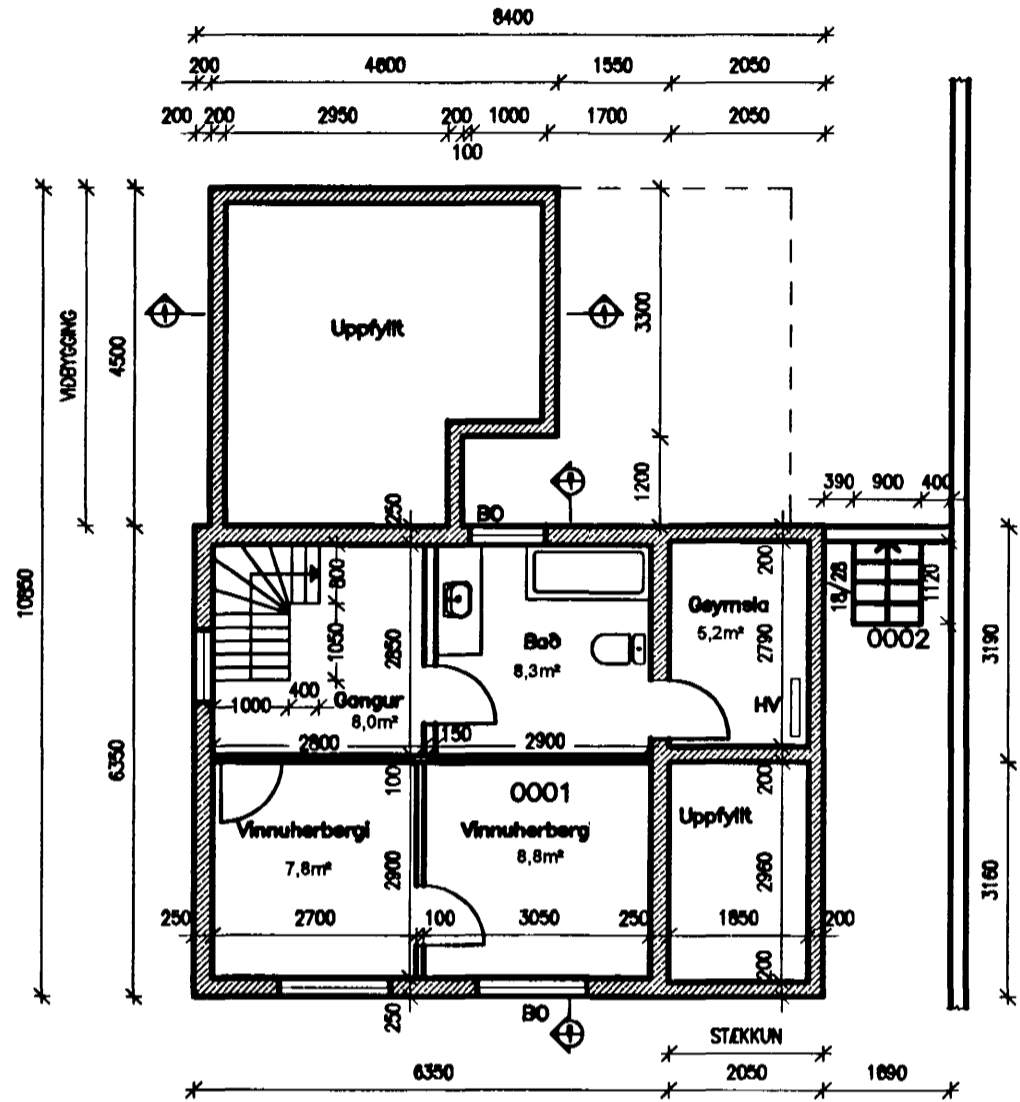 8400
200 4600 1550 2050
200 200 2950 200 100 1000 1700 2050
VIÐBYGGING
4500
10850
Uppfyllt
3300
1200
250
BO
390 900 400
18/28
1120
0002
3190
800
1050
2850
1000
400
Gangur
8,0m²
Bað
8,3m²
200
Geymsla
5,2m²
2790
HV
2800 150 2900
6350
100
0001
200
Vinnuherbergi
7,8m²
Vinnuherberg
8,8m²
Uppfyllt
2900
2960
3160
250 2700 100 3050 250 1850 200
200
250
BO
STÆKKUN
6350 2050 1690